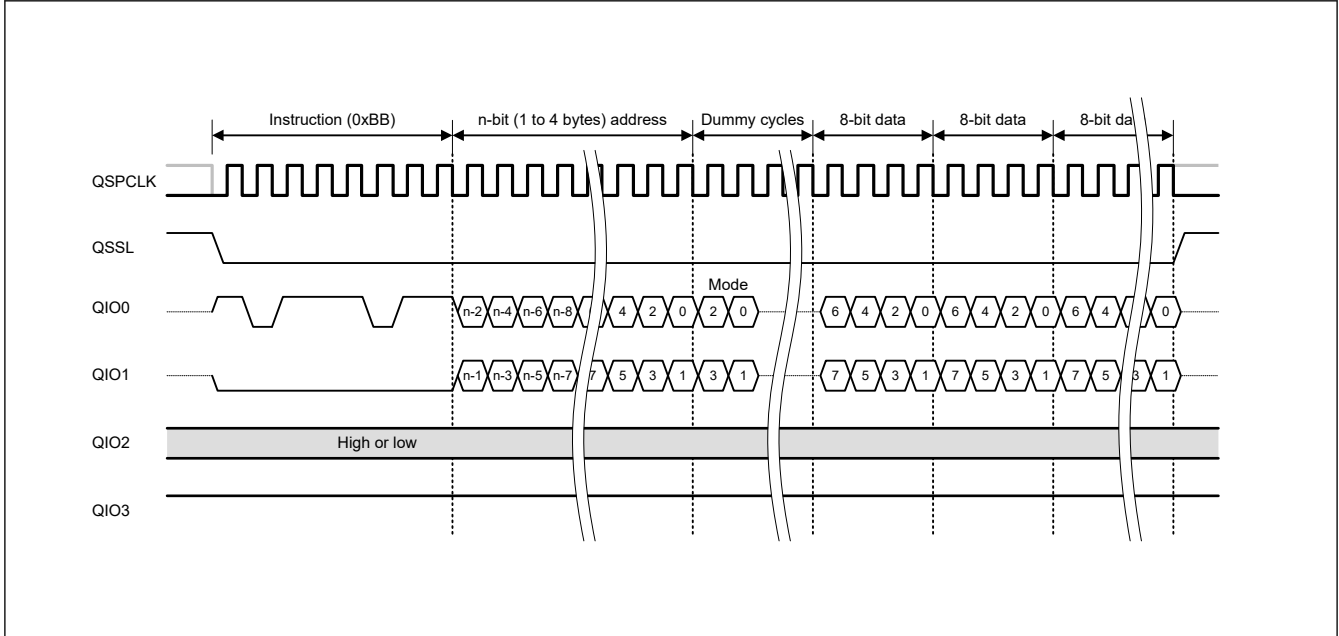 Instruction (0xBB) n-bit (1 to 4 bytes) address Dummy cycles 8-bit data 8-bit data 8-bit da
QSPCLK
QSSL
Mode
QIO0 n-2 n-4 n-6 n-8 4 2 0 2 0 6 4 2 0 6 4 2 0 6 4 0
QIO1 n-1 n-3 n-5 n-7 7 5 3 1 3 1 7 5 3 1 7 5 3 1 7 5 3 1
QIO2 High or low
QIO3